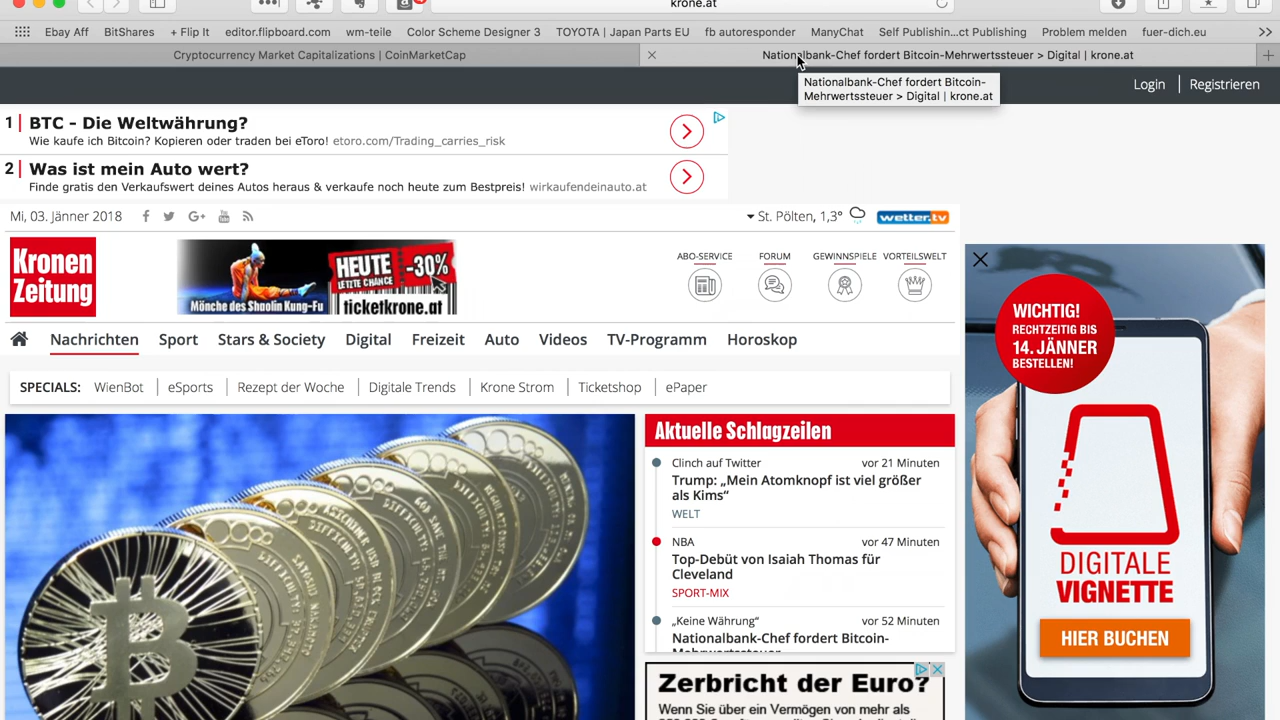 krone.at
Ebay Aff BitShares + Flip It editor.flipboard.com wm-teile Color Scheme Designer 3 TOYOTA | Japan Parts EU fb autoresponder ManyChat Self Publishin...ct Publishing Problem melden fuer-dich.eu
Cryptocurrency Market Capitalizations | CoinMarketCap
Nationalbank-Chef fordert Bitcoin-Mehrwertssteuer > Digital | krone.at
Nationalbank-Chef fordert Bitcoin-
Mehrwertssteuer > Digital | krone.at
Login Registrieren
1 BTC - Die Weltwährung?
Wie kaufe ich Bitcoin? Kopieren oder traden bei eToro! etoro.com/Trading_carries_risk
2 Was ist mein Auto wert?
Finde gratis den Verkaufswert deines Autos heraus & verkaufe noch heute zum Bestpreis! wirkaufendeinauto.at
Mi, 03. Jänner 2018
St. Pölten, 1,3°
wetter.tv
Kronen
Zeitung
HEUTE
LETZTE CHANCE
-30%
Mönche des Shaolin Kung-Fu
ticketkrone.at
ABO-SERVICE FORUM GEWINNSPIELE VORTEILSWELT
Nachrichten Sport Stars & Society Digital Freizeit Auto Videos TV-Programm Horoskop
SPECIALS: WienBot eSports Rezept der Woche Digitale Trends Krone Strom Ticketshop ePaper
Aktuelle Schlagzeilen
Clinch auf Twitter vor 21 Minuten
Trump: „Mein Atomknopf ist viel größer
als Kims“
WELT
NBA vor 47 Minuten
Top-Debüt von Isaiah Thomas für
Cleveland
SPORT-MIX
„Keine Währung“ vor 52 Minuten
Nationalbank-Chef fordert Bitcoin-
Mehrwertssteuer
Zerbricht der Euro?
Wenn Sie über ein Vermögen von mehr als
WICHTIG!
RECHTZEITIG BIS
14. JÄNNER
BESTELLEN!
DIGITALE
VIGNETTE
HIER BUCHEN